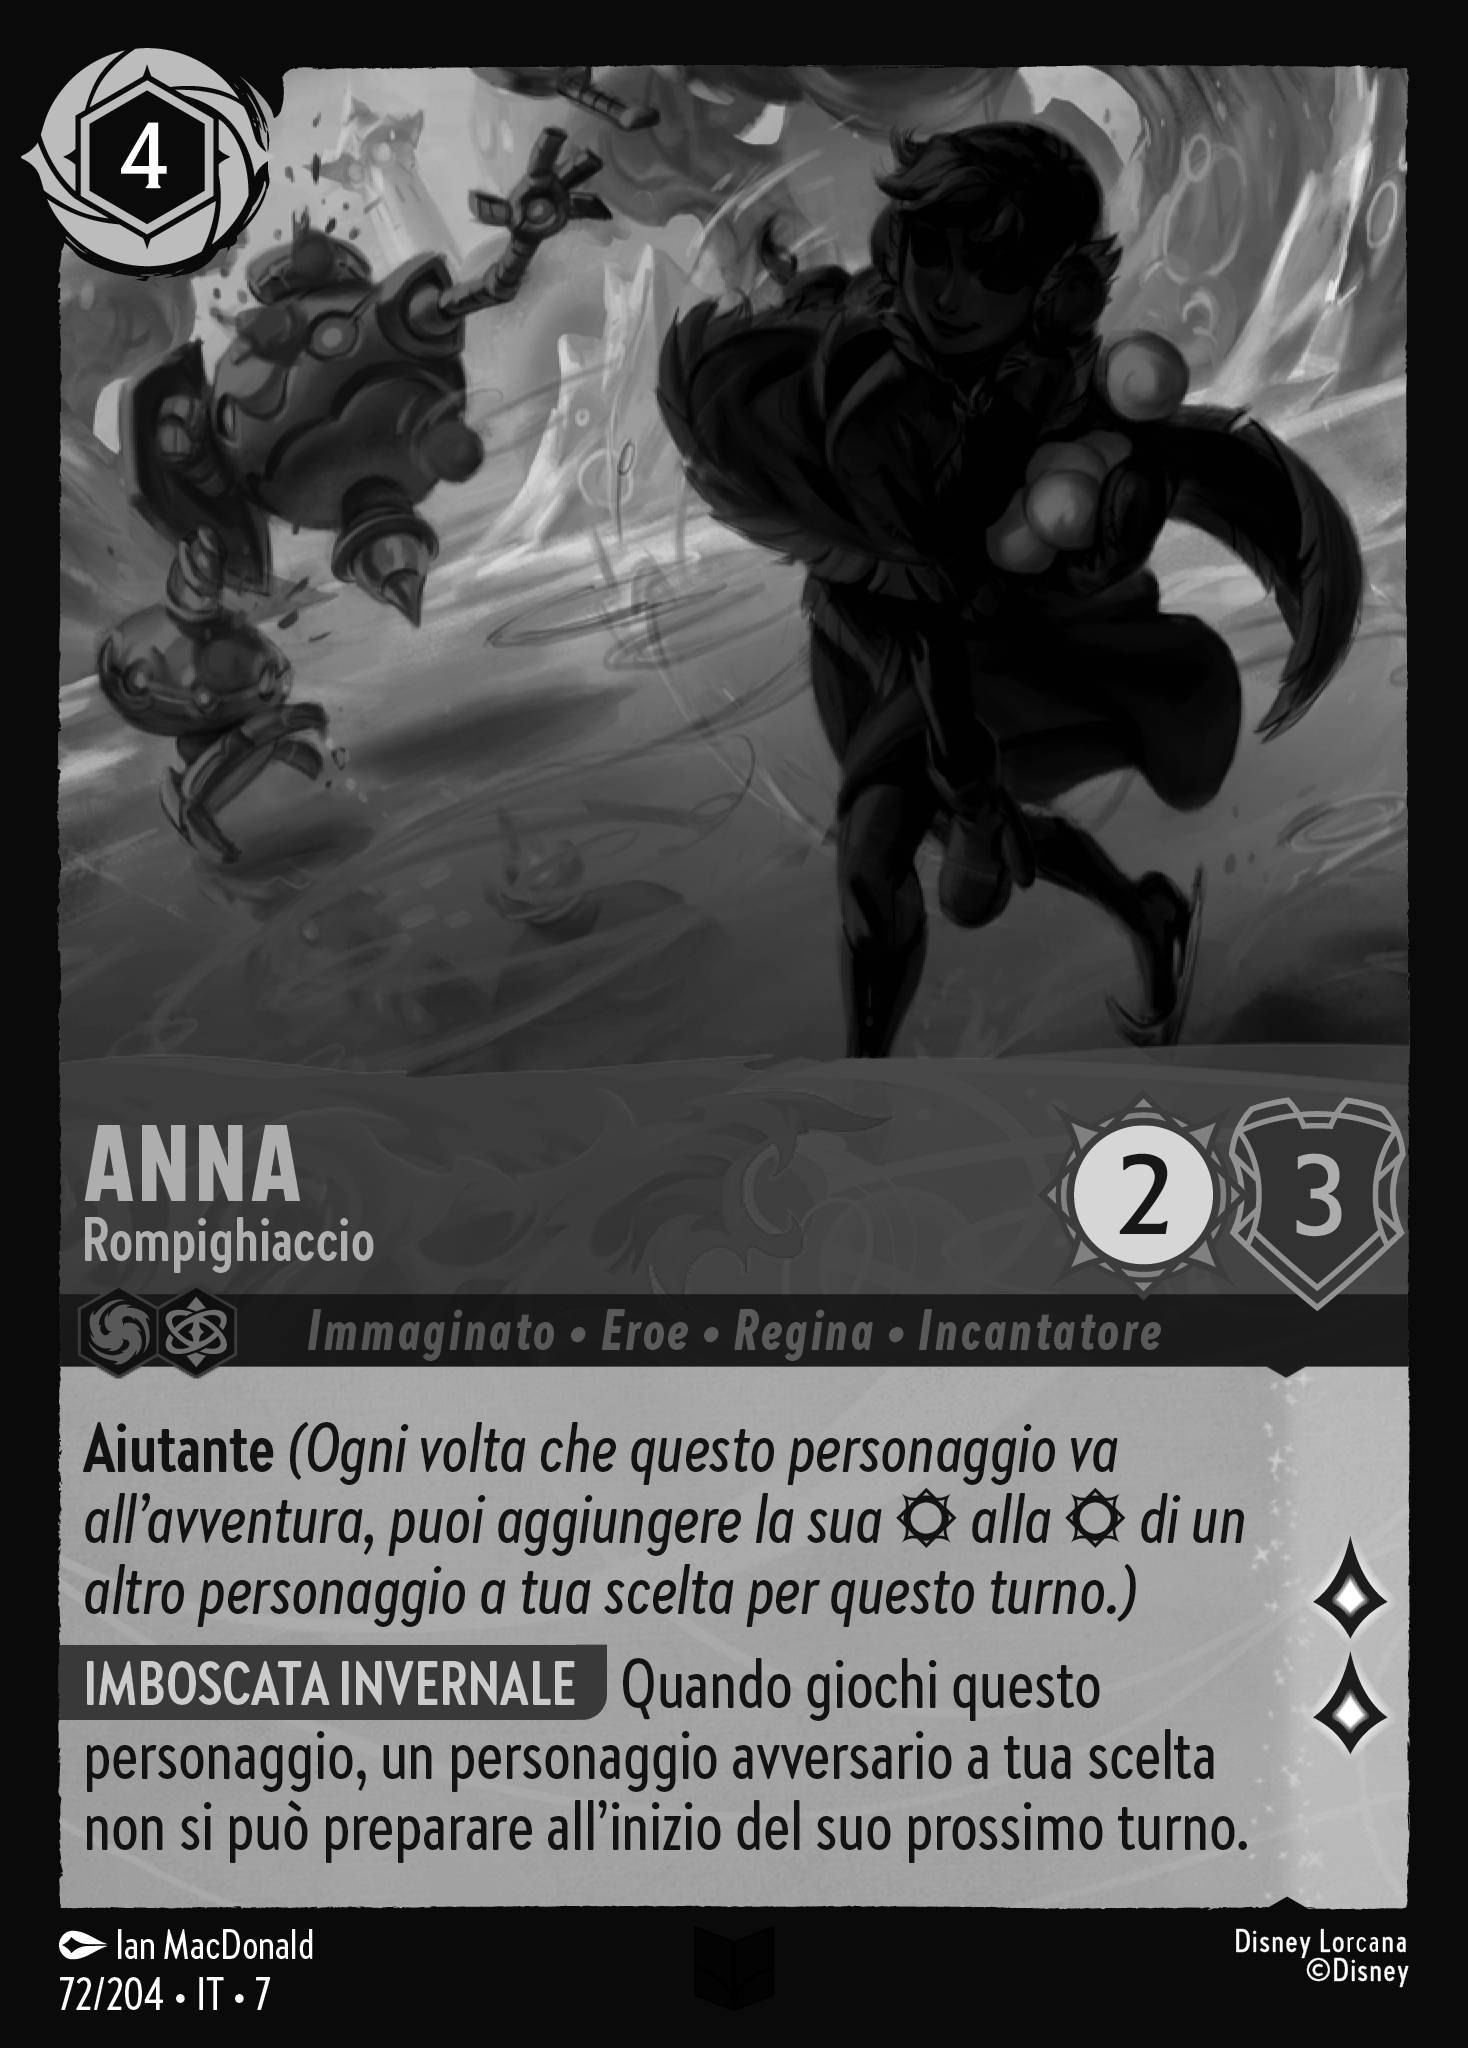 4
ANNA
Rompighiaccio
2
3
Immaginato • Eroe • Regina • Incantatore
Aiutante (Ogni volta che questo personaggio va
all’avventura, puoi aggiungere la sua alla di un
altro personaggio a tua scelta per questo turno.)
IMBOSCATA INVERNALE Quando giochi questo
personaggio, un personaggio avversario a tua scelta
non si può preparare all’inizio del suo prossimo turno.
Ian MacDonald
72/204 • IT • 7
Disney Lorcana
©Disney